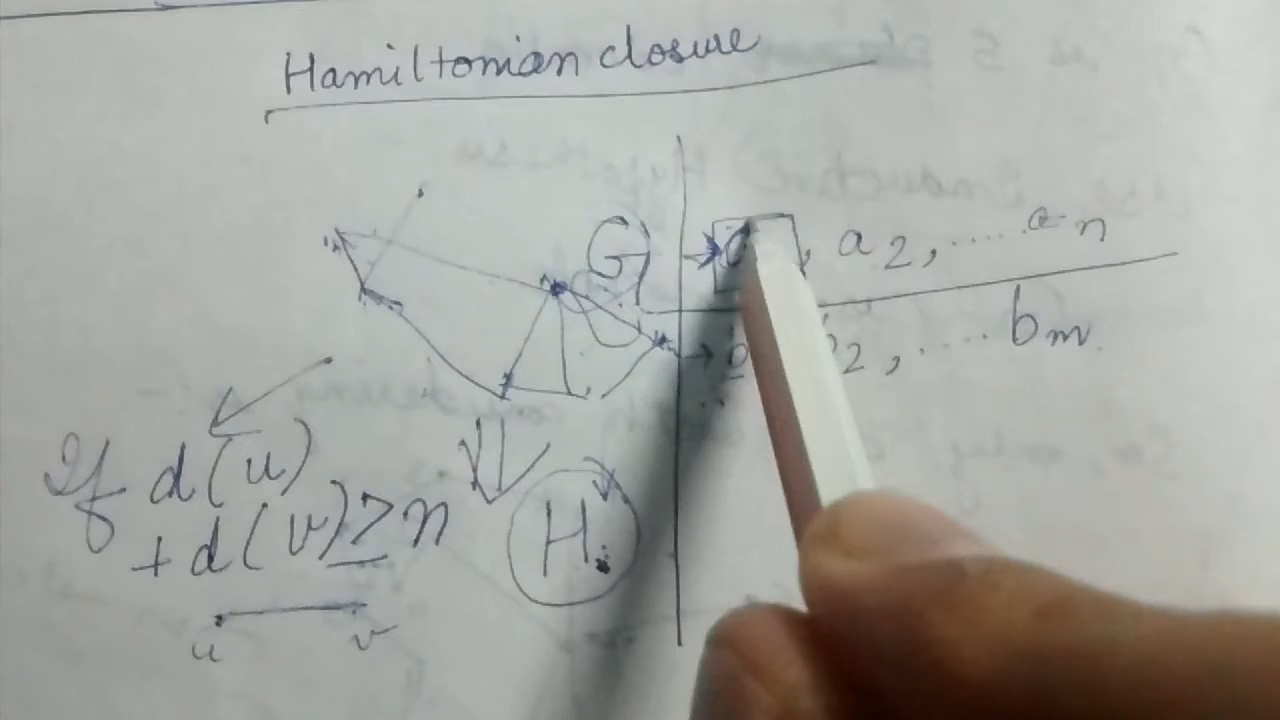 Hamiltonian closure
G
, a2, ..... an
2, ..... bm
If d(u)
+d(v)≥n
H
u v